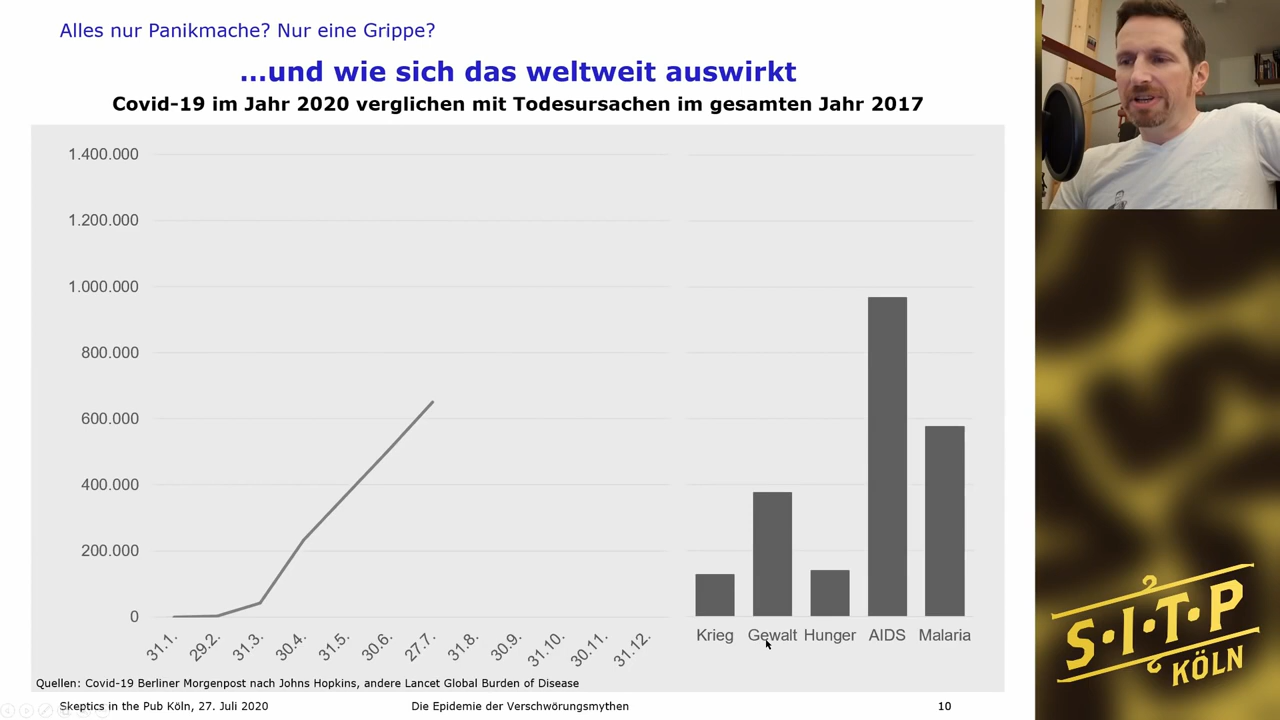 Alles nur Panikmache? Nur eine Grippe?
...und wie sich das weltweit auswirkt
Covid-19 im Jahr 2020 verglichen mit Todesursachen im gesamten Jahr 2017
1.400.000
1.200.000
1.000.000
800.000
600.000
400.000
200.000
0
31.1. 29.2. 31.3. 30.4. 31.5. 30.6. 27.7. 31.8. 30.9. 31.10. 30.11. 31.12.
Krieg Gewalt Hunger AIDS Malaria
Quellen: Covid-19 Berliner Morgenpost nach Johns Hopkins, andere Lancet Global Burden of Disease
Skeptics in the Pub Köln, 27. Juli 2020 Die Epidemie der Verschwörungsmythen 10
S·I·T·P
KÖLN